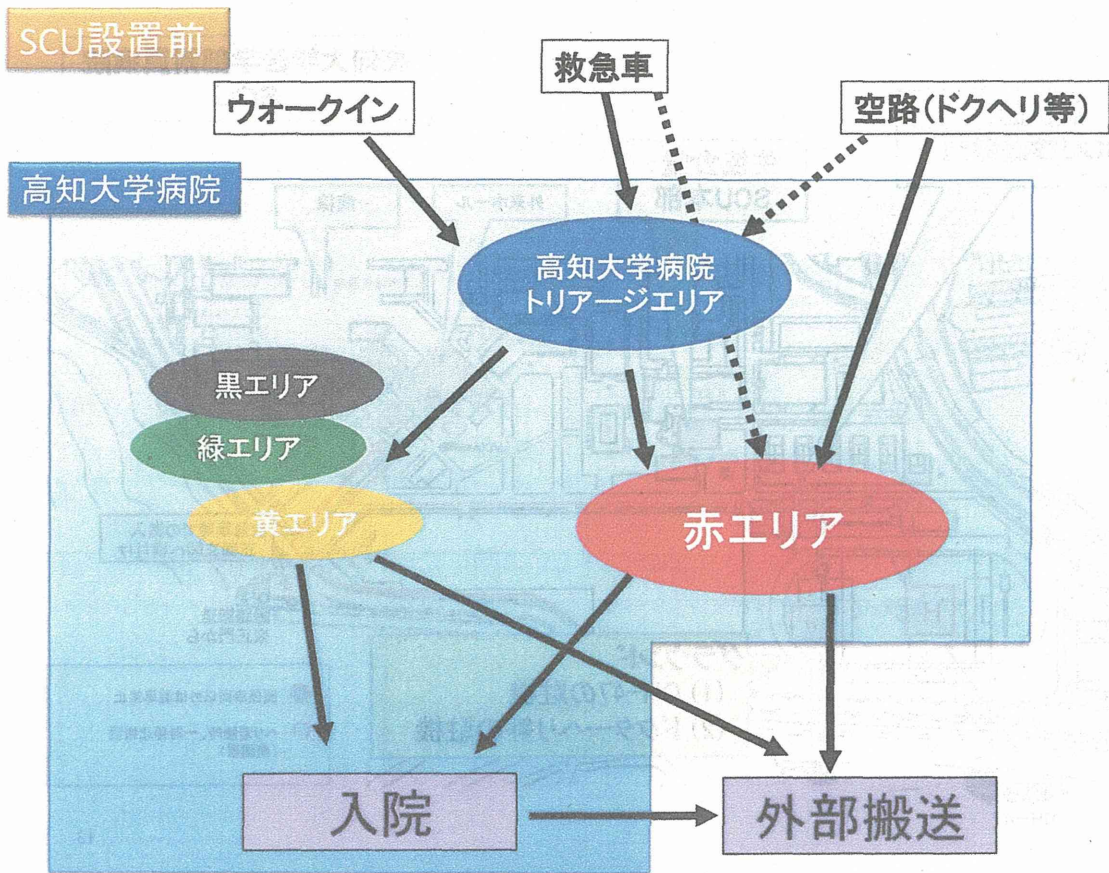 SCU設置前
救急車
ウォークイン
空路(ドクヘリ等)
高知大学病院
高知大学病院
トリアージエリア
黒エリア
緑エリア
黄エリア
赤エリア
入院
外部搬送